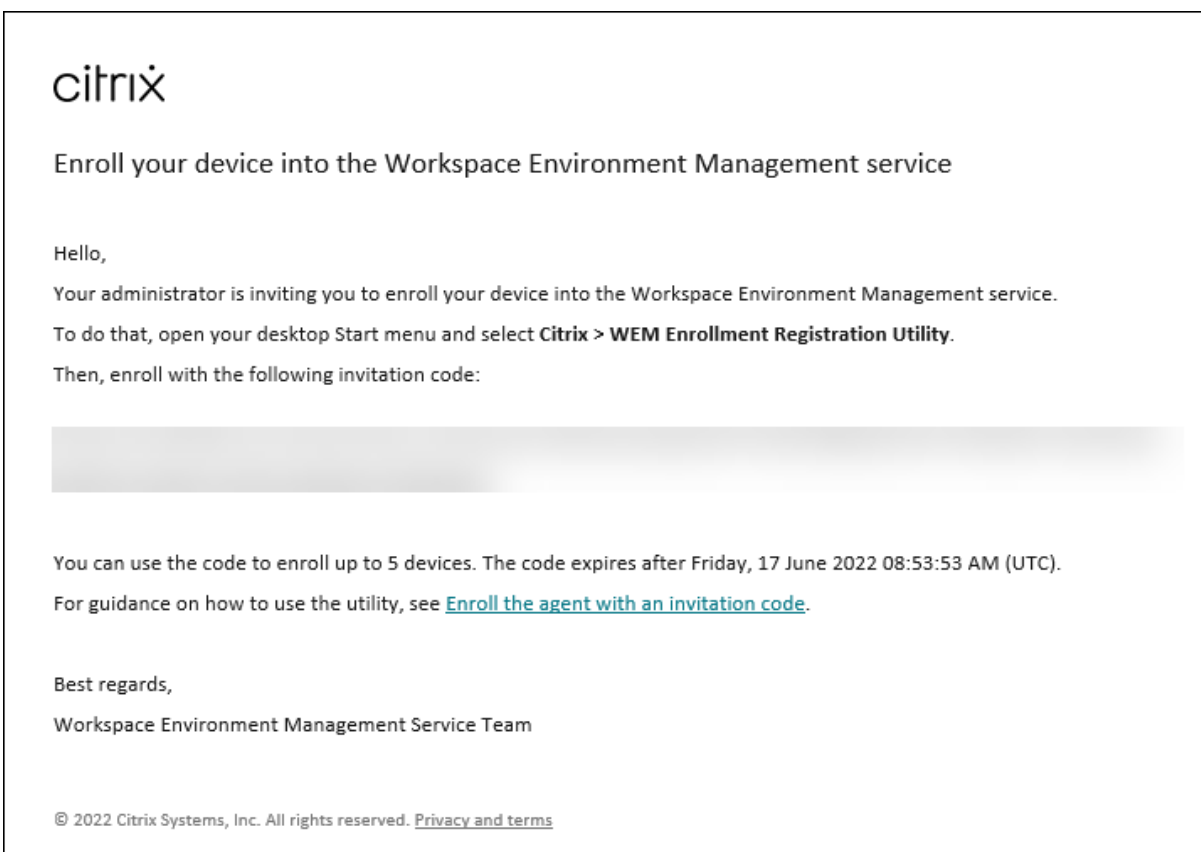 citrix
Enroll your device into the Workspace Environment Management service
Hello,
Your administrator is inviting you to enroll your device into the Workspace Environment Management service.
To do that, open your desktop Start menu and select Citrix > WEM Enrollment Registration Utility.
Then, enroll with the following invitation code:
You can use the code to enroll up to 5 devices. The code expires after Friday, 17 June 2022 08:53:53 AM (UTC).
For guidance on how to use the utility, see Enroll the agent with an invitation code.
Best regards,
Workspace Environment Management Service Team
© 2022 Citrix Systems, Inc. All rights reserved. Privacy and terms